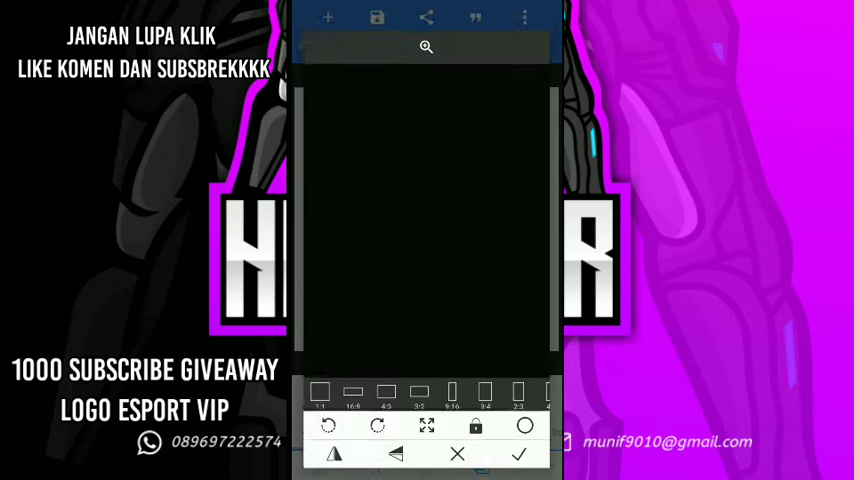 JANGAN LUPA KLIK
LIKE KOMEN DAN SUBSBREKKKK
H
R
1:1
16:9
4:3
3:2
9:16
3:4
2:3
1000 SUBSCRIBE GIVEAWAY
LOGO ESPORT VIP
089697222574
munif9010@gmail.com